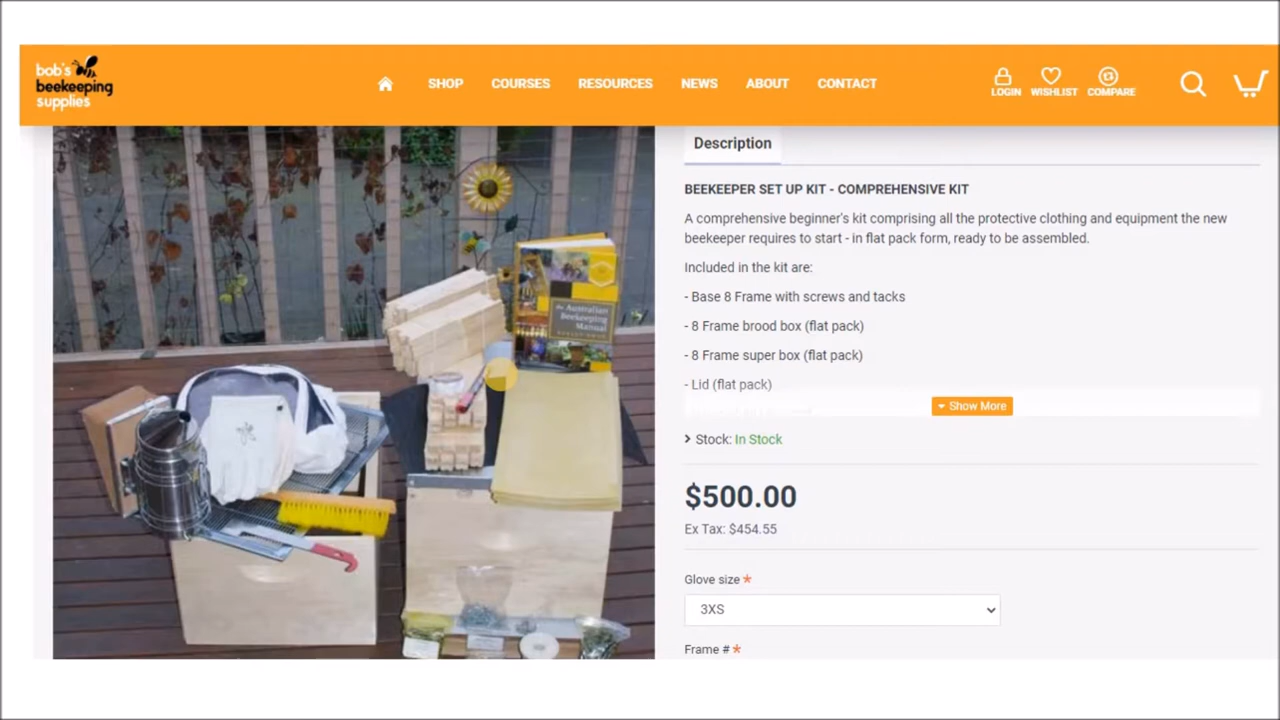 bob's
beekeeping
supplies
SHOP COURSES RESOURCES NEWS ABOUT CONTACT
LOGIN WISHLIST COMPARE
Description
BEEKEEPER SET UP KIT - COMPREHENSIVE KIT
A comprehensive beginner's kit comprising all the protective clothing and equipment the new
beekeeper requires to start - in flat pack form, ready to be assembled.
Included in the kit are:
- Base 8 Frame with screws and tacks
- 8 Frame brood box (flat pack)
- 8 Frame super box (flat pack)
- Lid (flat pack)
Show More
Stock: In Stock
$500.00
Ex Tax: $454.55
Glove size *
3XS
Frame # *
the Australian
Beekeeping
Manual